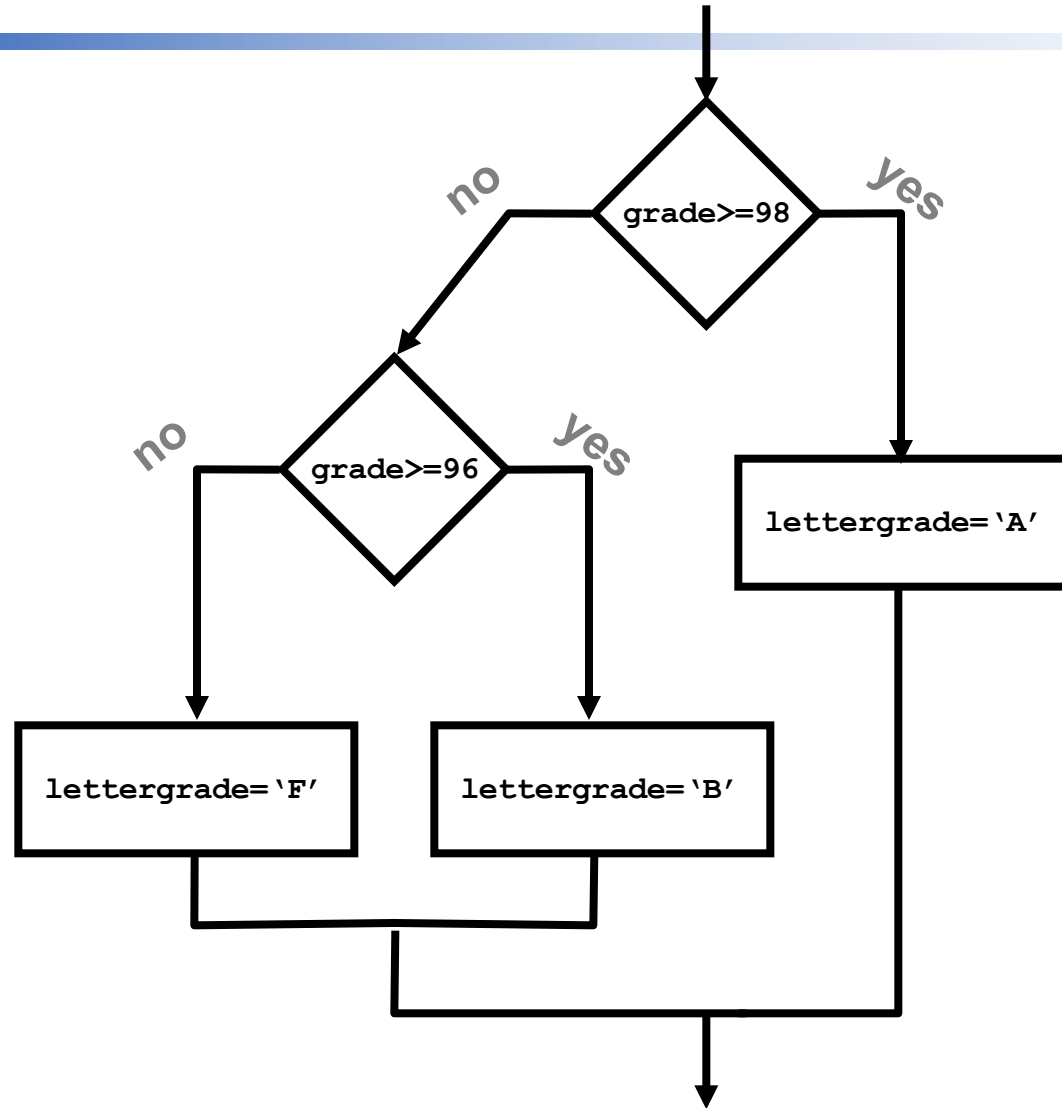 no
yes
grade>=98
no
yes
grade>=96
lettergrade=‘A’
lettergrade=‘F’
lettergrade=‘B’